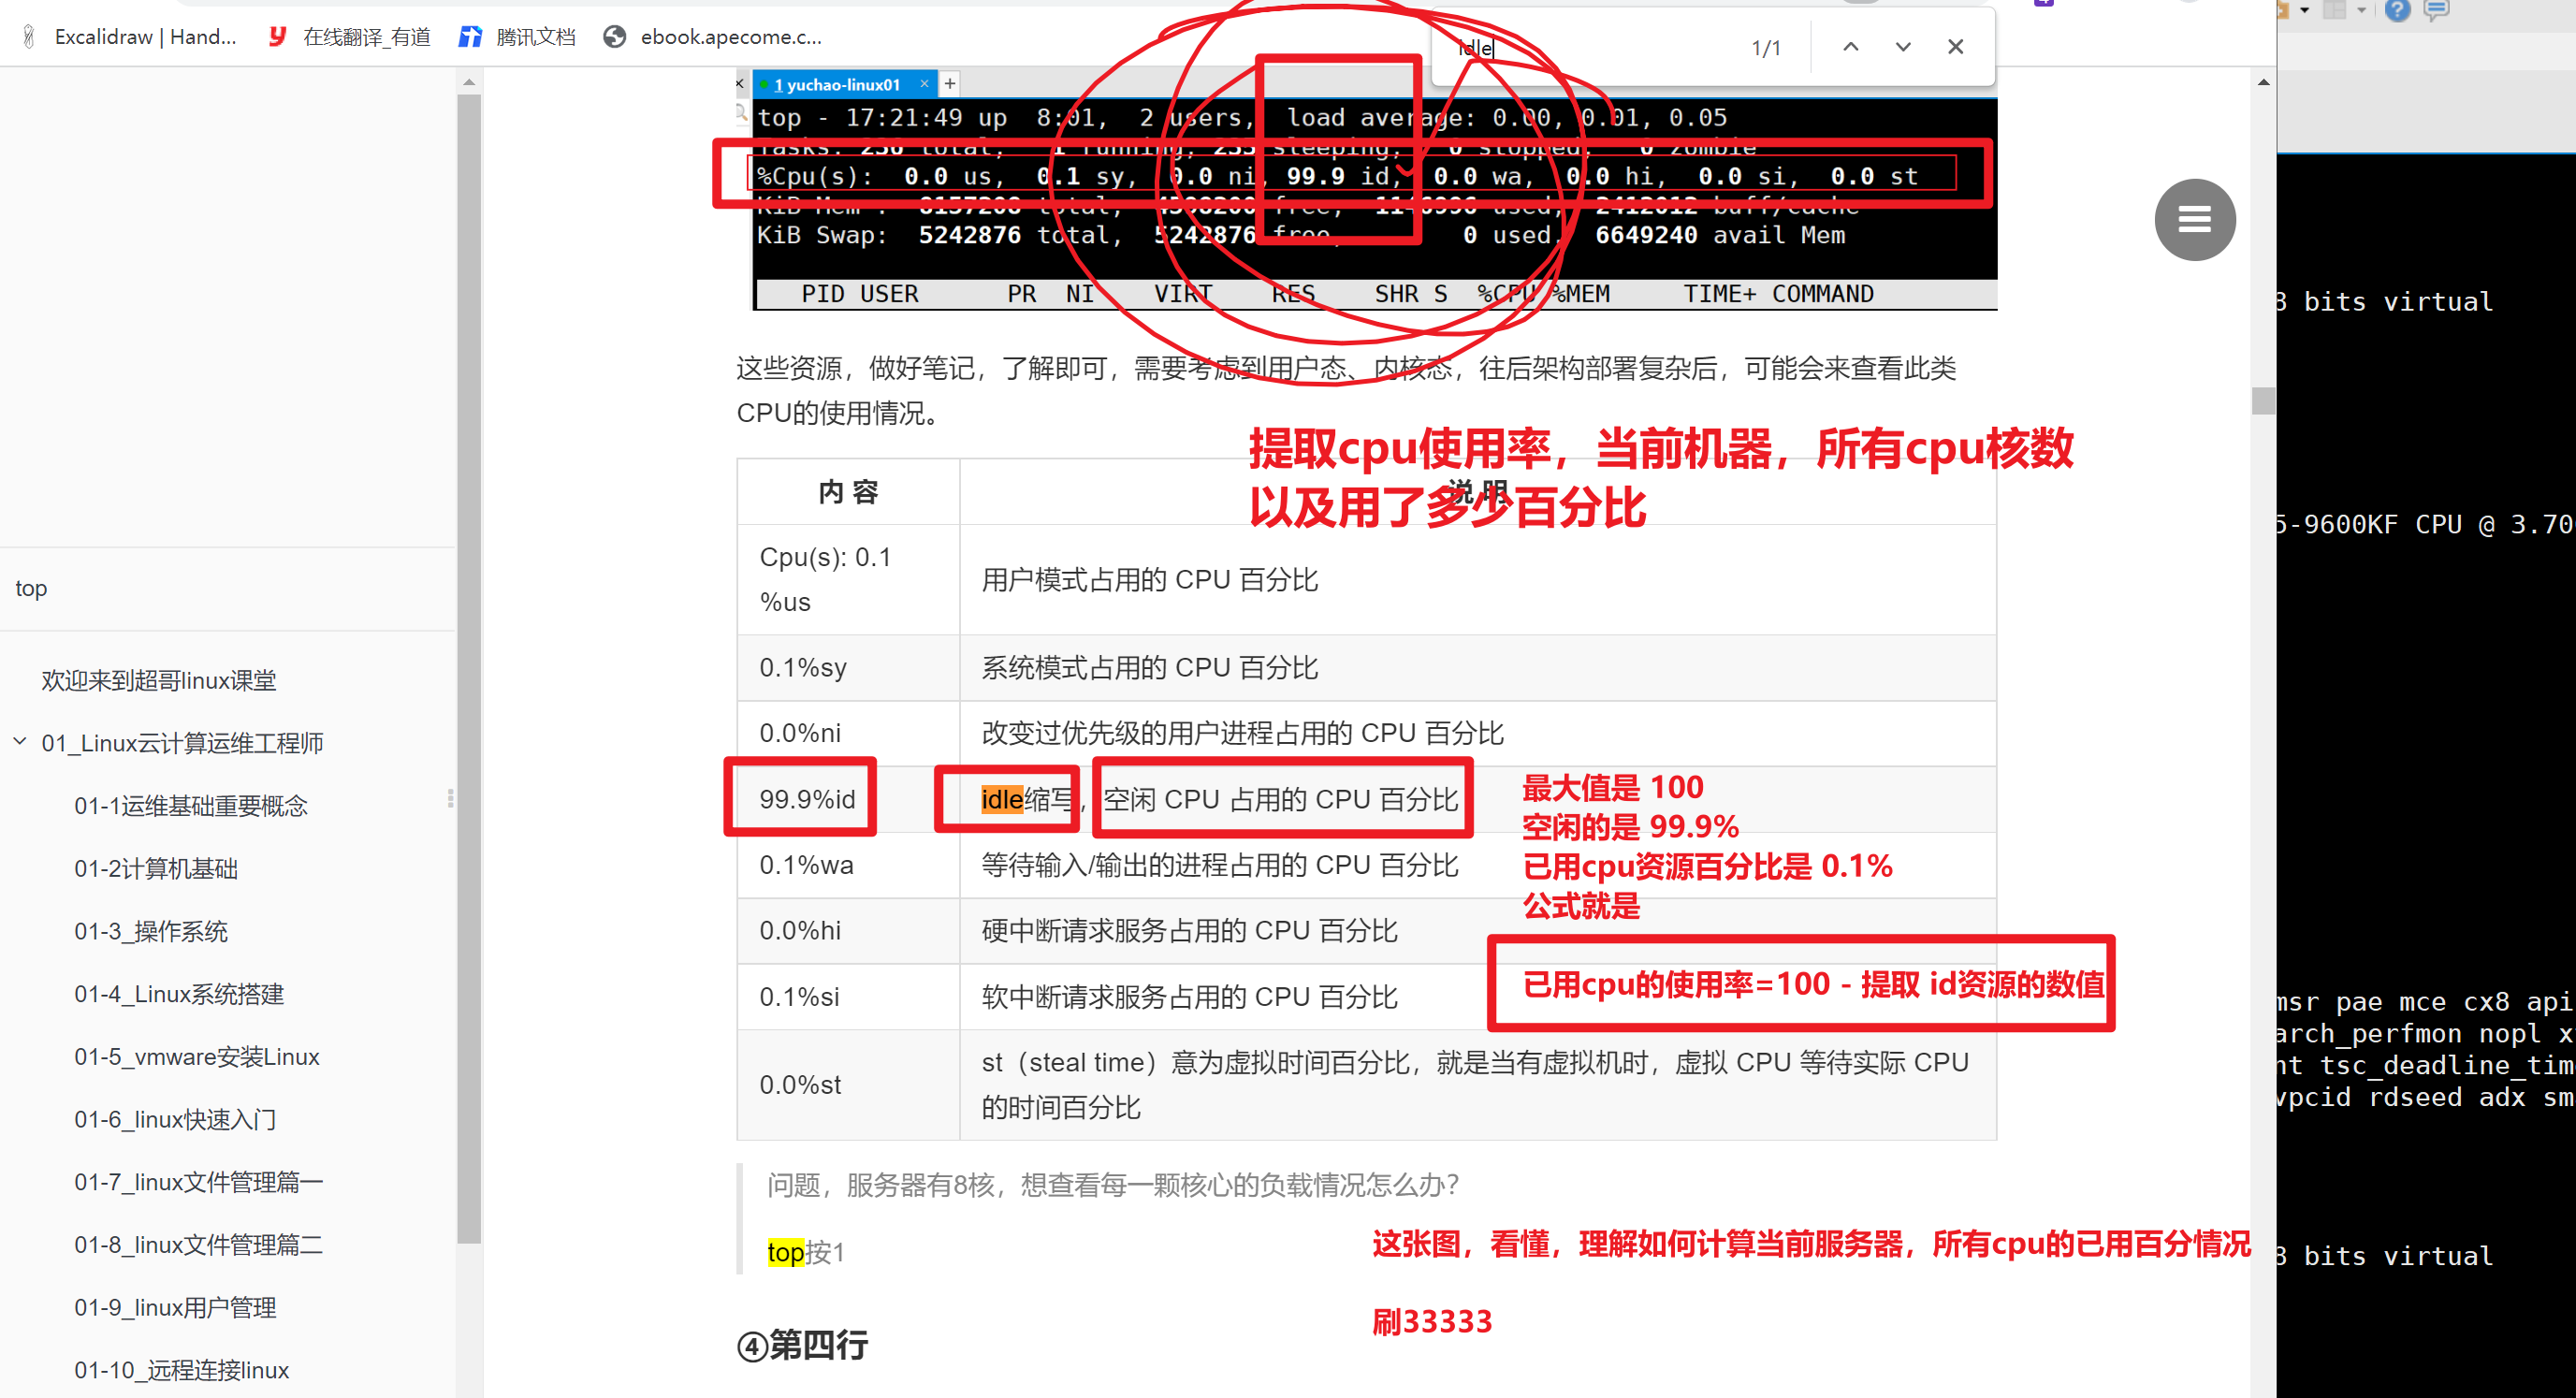 Excalidraw | Hand...
在线翻译_有道
腾讯文档
ebook.apecome.c...
idle
1/1
1 yuchao-linux01
top - 17:21:49 up  8:01,  2 users,  load average: 0.00, 0.01, 0.05
Tasks: 236 total,   1 running, 235 sleeping,   0 stopped,   0 zombie
%Cpu(s):  0.0 us,  0.1 sy,  0.0 ni, 99.9 id,  0.0 wa,  0.0 hi,  0.0 si,  0.0 st
KiB Mem :  8157208 total,  4598200 free,  1146996 used,  2412012 buff/cache
KiB Swap:  5242876 total,  5242876 free,        0 used.  6649240 avail Mem
PID USER      PR  NI    VIRT    RES    SHR S  %CPU %MEM     TIME+ COMMAND
这些资源，做好笔记，了解即可，需要考虑到用户态、内核态，往后架构部署复杂后，可能会来查看此类
CPU的使用情况。
提取cpu使用率，当前机器，所有cpu核数
以及用了多少百分比
内 容
说 明
Cpu(s): 0.1
%us
用户模式占用的 CPU 百分比
0.1%sy
系统模式占用的 CPU 百分比
0.0%ni
改变过优先级的用户进程占用的 CPU 百分比
99.9%id
idle缩写，空闲 CPU 占用的 CPU 百分比
0.1%wa
等待输入/输出的进程占用的 CPU 百分比
0.0%hi
硬中断请求服务占用的 CPU 百分比
0.1%si
软中断请求服务占用的 CPU 百分比
0.0%st
st（steal time）意为虚拟时间百分比，就是当有虚拟机时，虚拟 CPU 等待实际 CPU
的时间百分比
最大值是 100
空闲的是 99.9%
已用cpu资源百分比是 0.1%
公式就是
已用cpu的使用率=100 - 提取 id资源的数值
问题，服务器有8核，想查看每一颗核心的负载情况怎么办？
top按1
这张图，看懂，理解如何计算当前服务器，所有cpu的已用百分情况
刷33333
④第四行
top
欢迎来到超哥linux课堂
01_Linux云计算运维工程师
01-1运维基础重要概念
01-2计算机基础
01-3_操作系统
01-4_Linux系统搭建
01-5_vmware安装Linux
01-6_linux快速入门
01-7_linux文件管理篇一
01-8_linux文件管理篇二
01-9_linux用户管理
01-10_远程连接linux
8 bits virtual
5-9600KF CPU @ 3.70
msr pae mce cx8 api
arch_perfmon nopl x
nt tsc_deadline_tim
vpcid rdseed adx sm
8 bits virtual